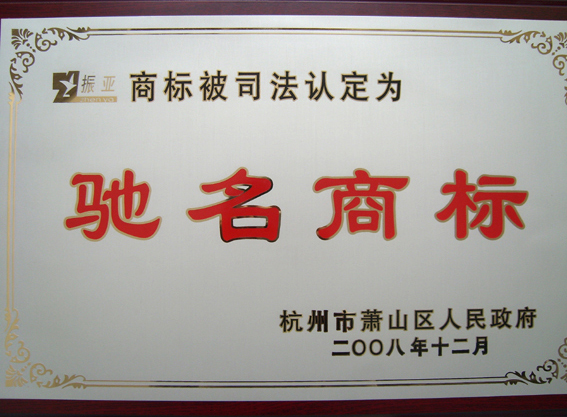 振亚 商标被司法认定为
驰名商标
杭州市萧山区人民政府
二〇〇八年十二月